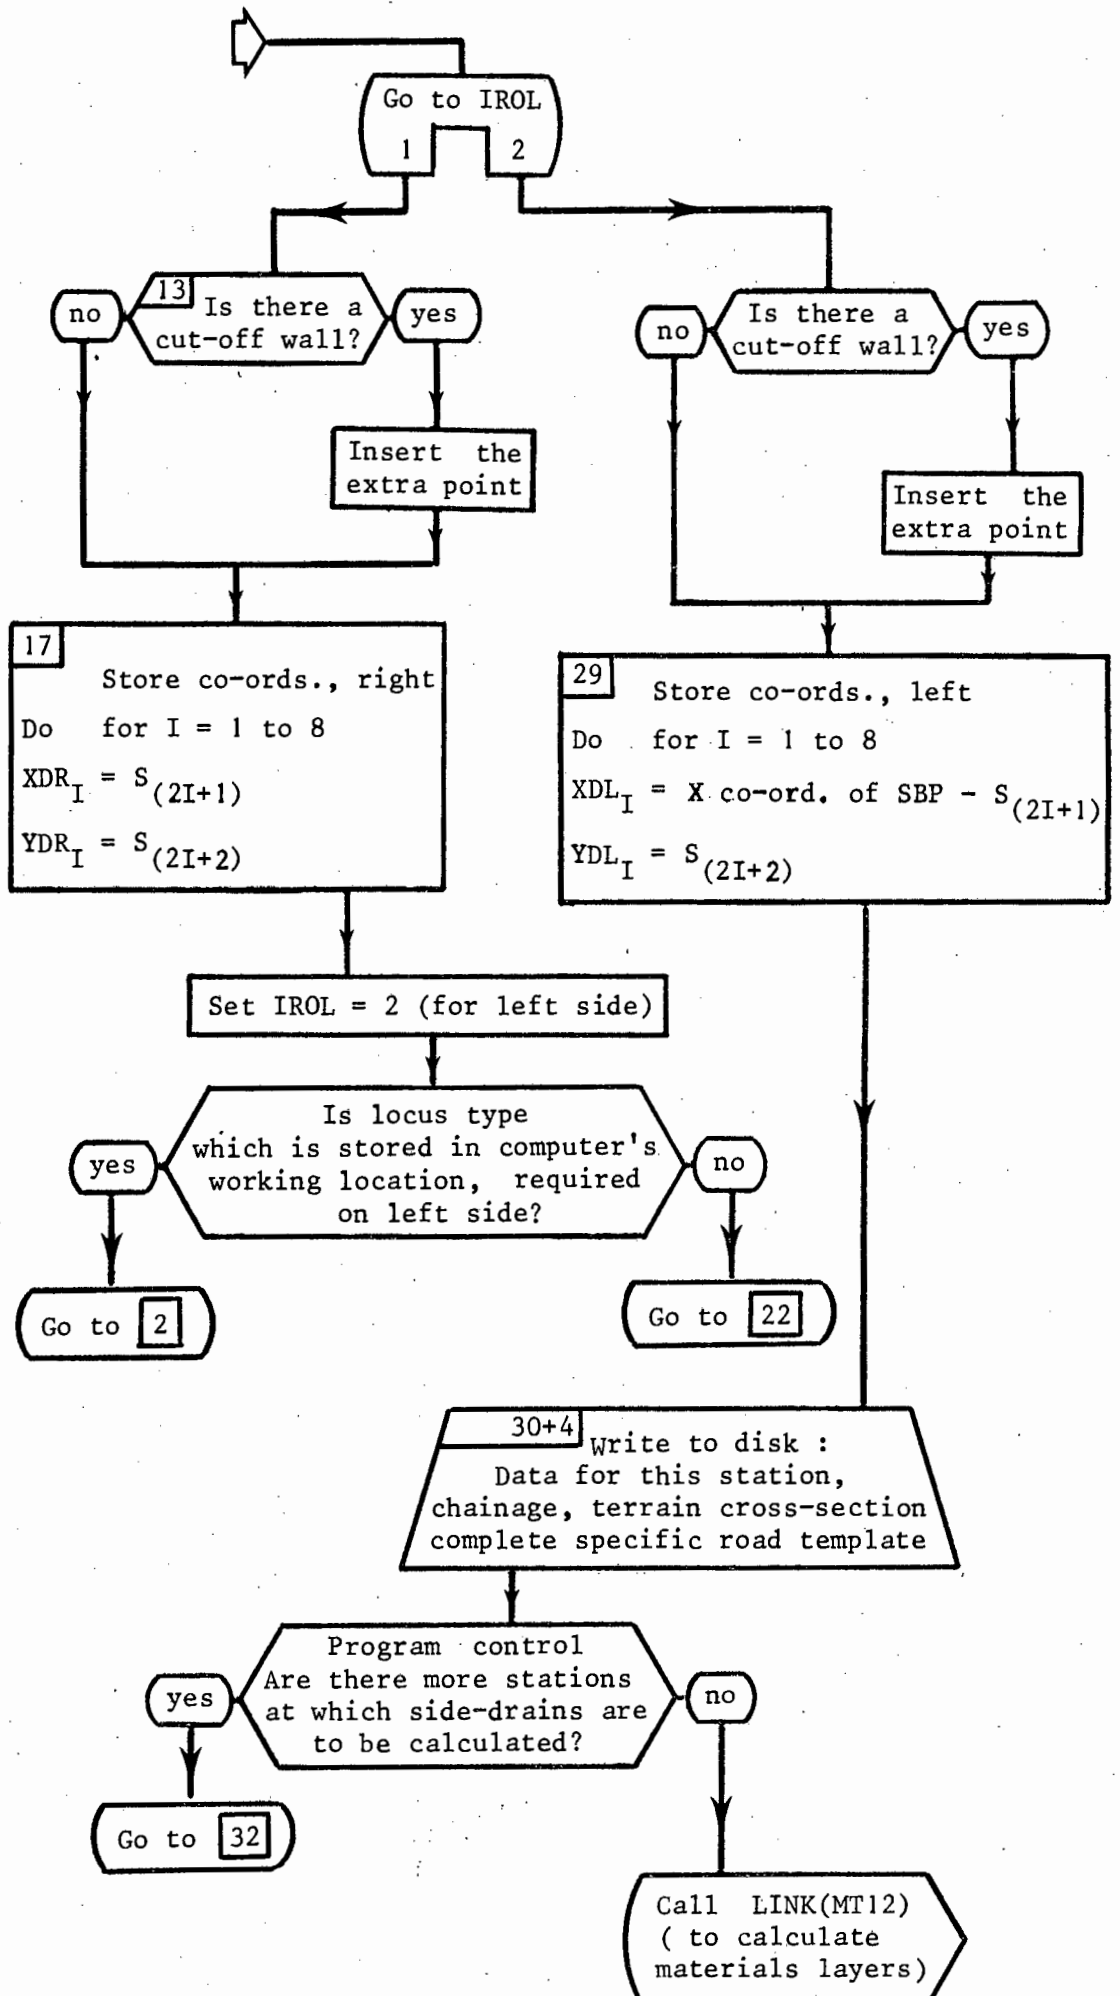 Go to IROL
1 2
13
Is there a
cut-off wall?
no
yes
Insert the
extra point
Is there a
cut-off wall?
no
yes
Insert the
extra point
17
Store co-ords., right
Do for I = 1 to 8
XDR_I = S_(2I+1)
YDR_I = S_(2I+2)
29
Store co-ords., left
Do for I = 1 to 8
XDL_I = X co-ord. of SBP - S_(2I+1)
YDL_I = S_(2I+2)
Set IROL = 2 (for left side)
Is locus type
which is stored in computer's
working location, required
on left side?
yes
no
Go to 2
Go to 22
30+4
Write to disk :
Data for this station,
chainage, terrain cross-section
complete specific road template
Program control
Are there more stations
at which side-drains are
to be calculated?
yes
no
Go to 32
Call LINK(MT12)
( to calculate
materials layers)